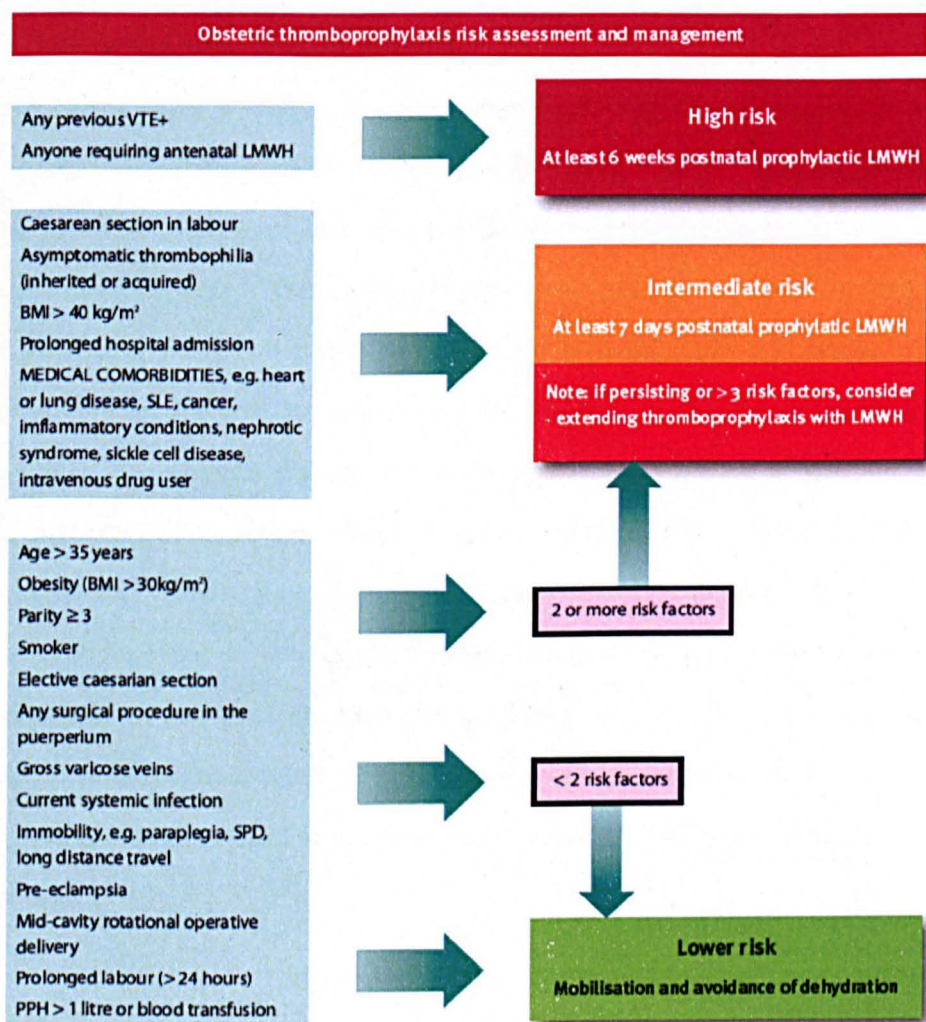 Obstetric thromboprophylaxis risk assessment and management
Any previous VTE+
Anyone requiring antenatal LMWH
High risk
At least 6 weeks postnatal prophylactic LMWH
Caesarean section in labour
Asymptomatic thrombophilia
(inherited or acquired)
BMI > 40 kg/m²
Prolonged hospital admission
MEDICAL COMORBIDITIES, e.g. heart
or lung disease, SLE, cancer,
imflammatory conditions, nephrotic
syndrome, sickle cell disease,
intravenous drug user
Intermediate risk
At least 7 days postnatal prophylatic LMWH
Note: if persisting or > 3 risk factors, consider
extending thromboprophylaxis with LMWH
Age > 35 years
Obesity (BMI > 30kg/m²)
Parity ≥ 3
Smoker
Elective caesarian section
Any surgical procedure in the
puerperium
Gross varicose veins
Current systemic infection
Immobility, e.g. paraplegia, SPD,
long distance travel
Pre-eclampsia
Mid-cavity rotational operative
delivery
Prolonged labour (> 24 hours)
PPH > 1 litre or blood transfusion
2 or more risk factors
< 2 risk factors
Lower risk
Mobilisation and avoidance of dehydration